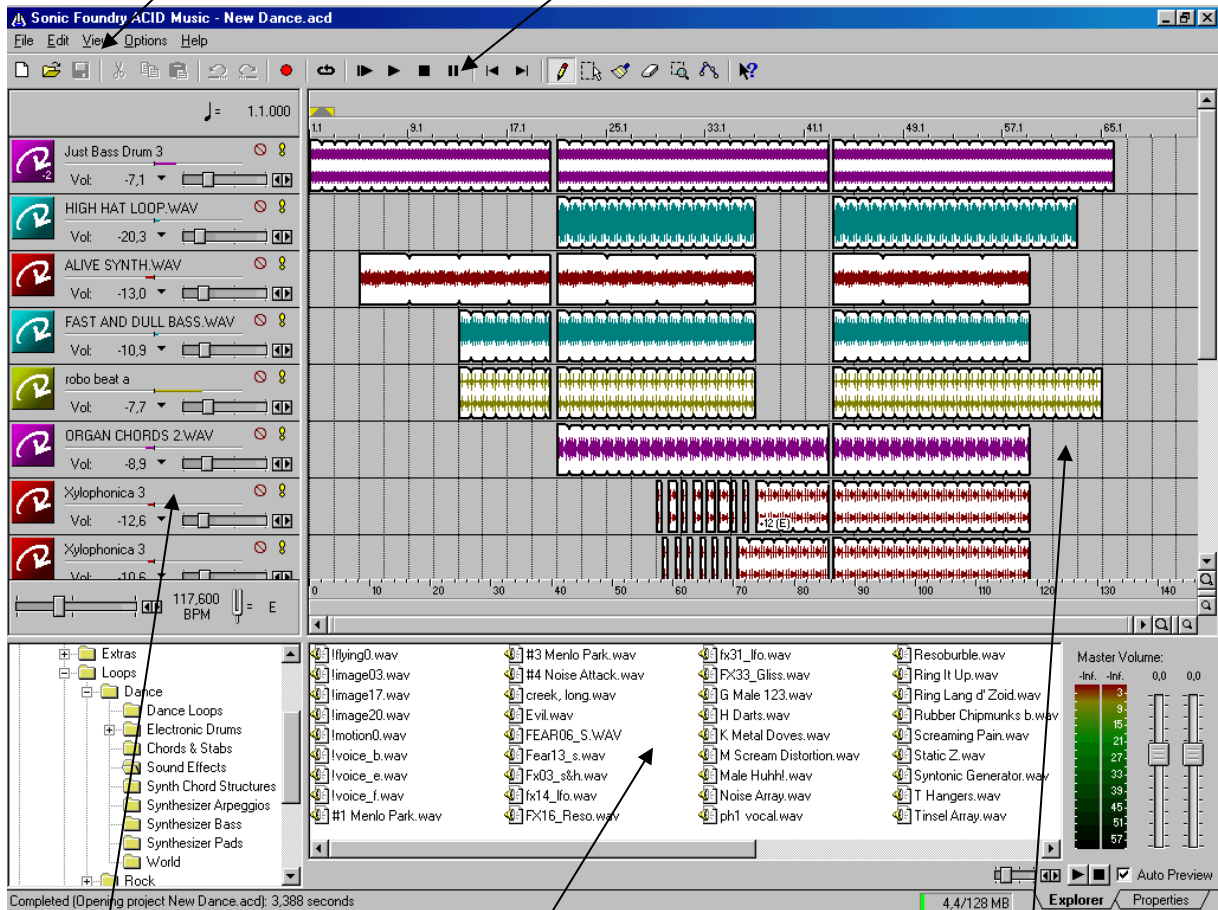 Sonic Foundry ACID Music - New Dance.acd
File Edit View Options Help
= 1.1.000
1.1 9.1 17.1 25.1 33.1 41.1 49.1 57.1 65.1
Just Bass Drum 3
-2
Vol: -7,1
HIGH HAT LOOP.WAV
Vol: -20,3
ALIVE SYNTH.WAV
Vol: -13,0
FAST AND DULL BASS.WAV
Vol: -10,9
robo beat a
Vol: -7,7
ORGAN CHORDS 2.WAV
Vol: -8,9
Xylophonica 3
Vol: -12,6
+12 (E)
Xylophonica 3
Vol: -10,6
0 10 20 30 40 50 60 70 80 90 100 110 120 130 140
117,600 BPM = E
Extras
Loops
Dance
Dance Loops
Electronic Drums
Chords & Stabs
Sound Effects
Synth Chord Structures
Synthesizer Arpeggios
Synthesizer Bass
Synthesizer Pads
World
Rock
!flying0.wav
!image03.wav
!image17.wav
!image20.wav
!motion0.wav
!voice_b.wav
!voice_e.wav
!voice_f.wav
#1 Menlo Park.wav
#3 Menlo Park.wav
#4 Noise Attack.wav
creek, long.wav
Evil.wav
FEAR06_S.WAV
Fear13_s.wav
Fx03_s&h.wav
fx14_lfo.wav
FX16_Reso.wav
fx31_lfo.wav
FX33_Gliss.wav
G Male 123.wav
H Darts.wav
K Metal Doves.wav
M Scream Distortion.wav
Male Huhh!.wav
Noise Array.wav
ph1 vocal.wav
Resoburble.wav
Ring It Up.wav
Ring Lang d' Zoid.wav
Rubber Chipmunks b.wav
Screaming Pain.wav
Static Z.wav
Syntonic Generator.wav
T Hangers.wav
Tinsel Array.wav
Master Volume:
-Inf. -Inf. 0,0 0,0
3
9
15
21
27
33
39
45
51
57
Auto Preview
Completed (Opening project New Dance.acd): 3,388 seconds
4,4/128 MB
Explorer Properties